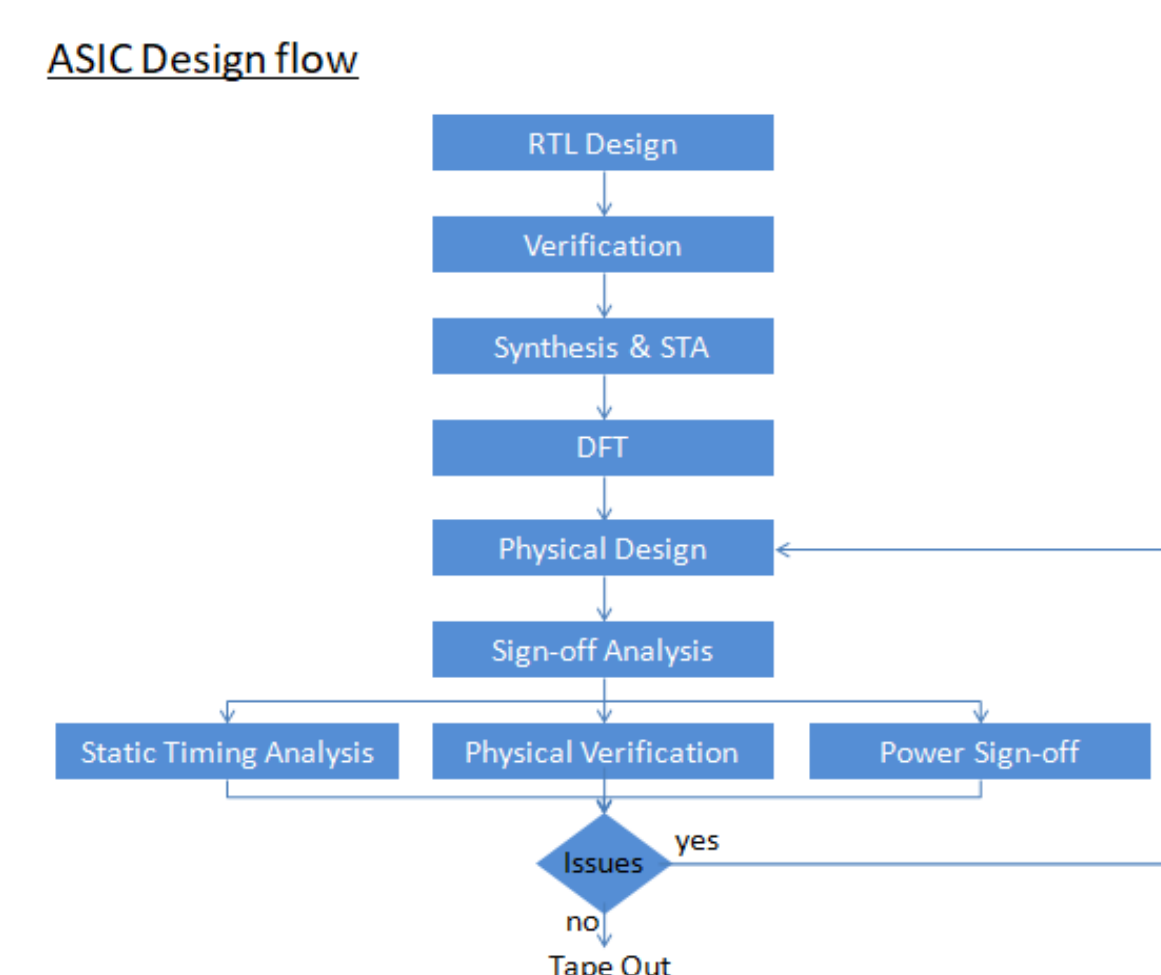 ASIC Design flow
RTL Design
Verification
Synthesis & STA
DFT
Physical Design
Sign-off Analysis
Static Timing Analysis
Physical Verification
Power Sign-off
Issues
yes
no
Tape Out